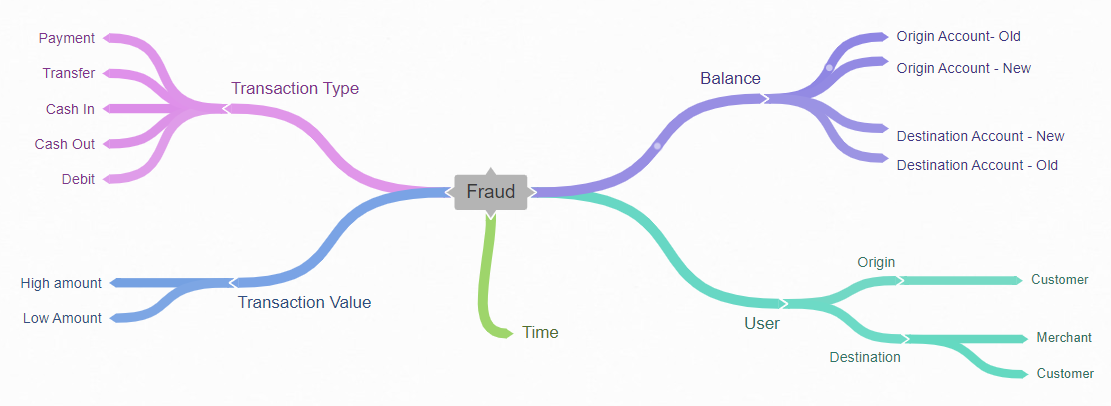 Fraud
Transaction Type
Payment
Transfer
Cash In
Cash Out
Debit
Transaction Value
High amount
Low Amount
Time
Balance
Origin Account- Old
Origin Account - New
Destination Account - New
Destination Account - Old
User
Origin
Customer
Destination
Merchant
Customer